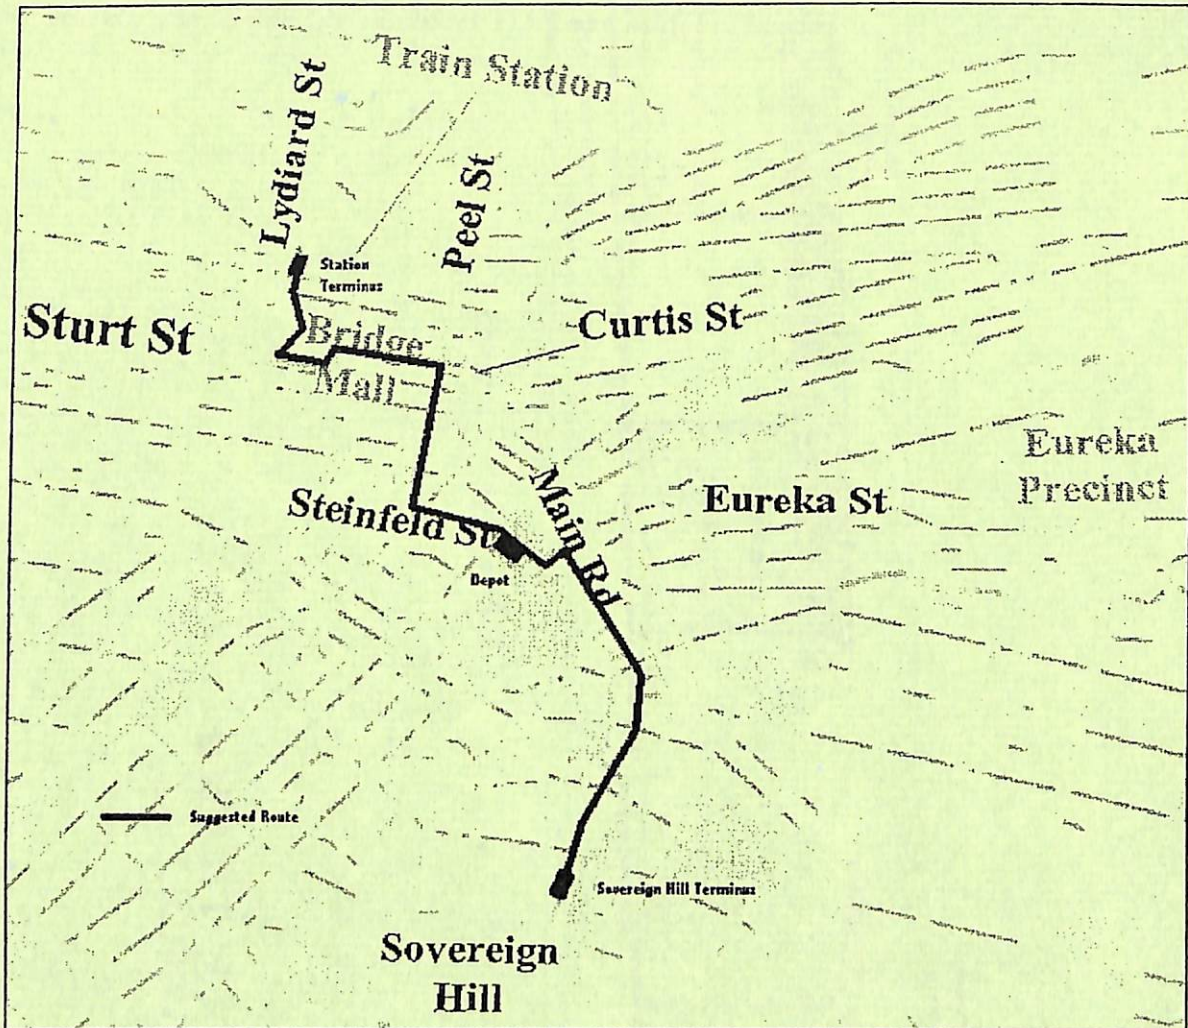 Train Station
Lydiard St
Peel St
Station
Terminus
Sturt St
Bridge
Mall
Curtis St
Eureka
Precinct
Steinfeld St
Main Rd
Eureka St
Depot
Suggested Route
Sovereign Hill Terminus
Sovereign
Hill